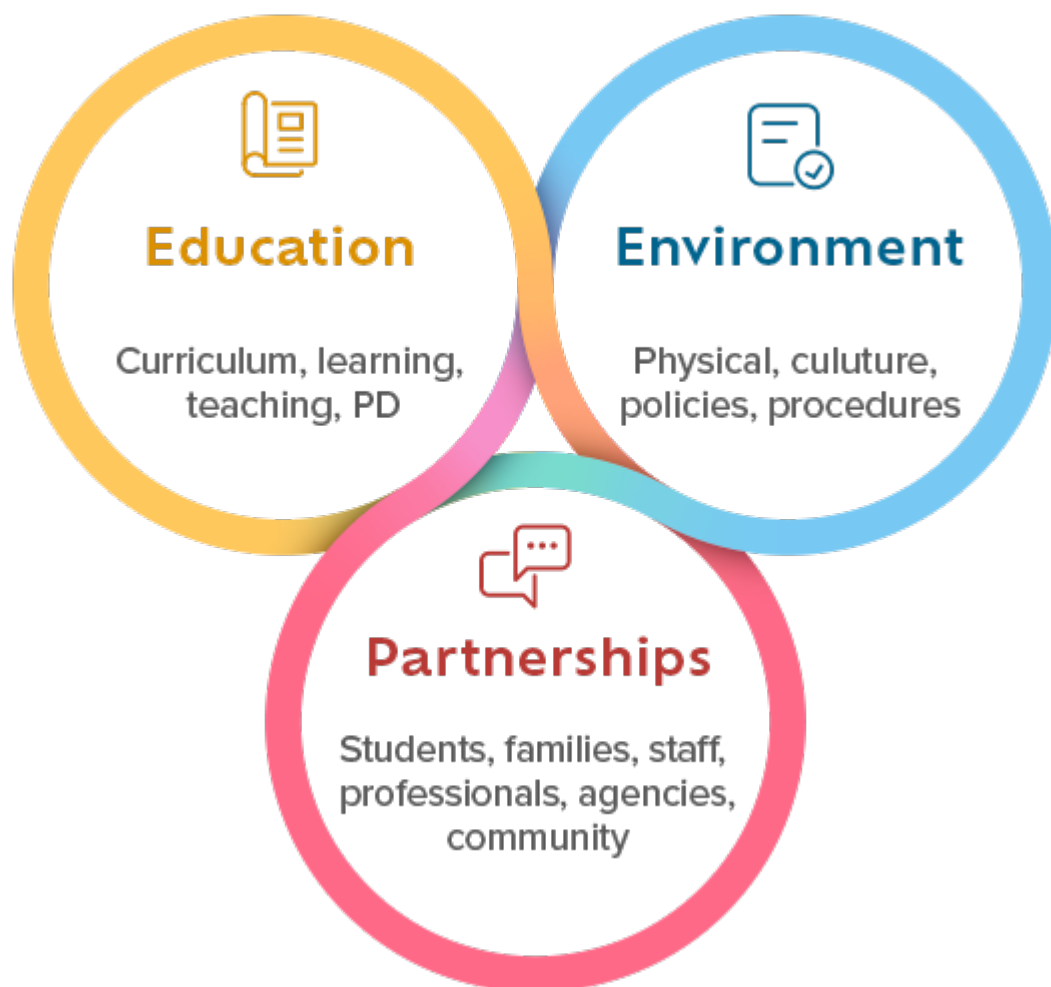 Education
Curriculum, learning,
teaching, PD
Environment
Physical, culuture,
policies, procedures
Partnerships
Students, families, staff,
professionals, agencies,
community